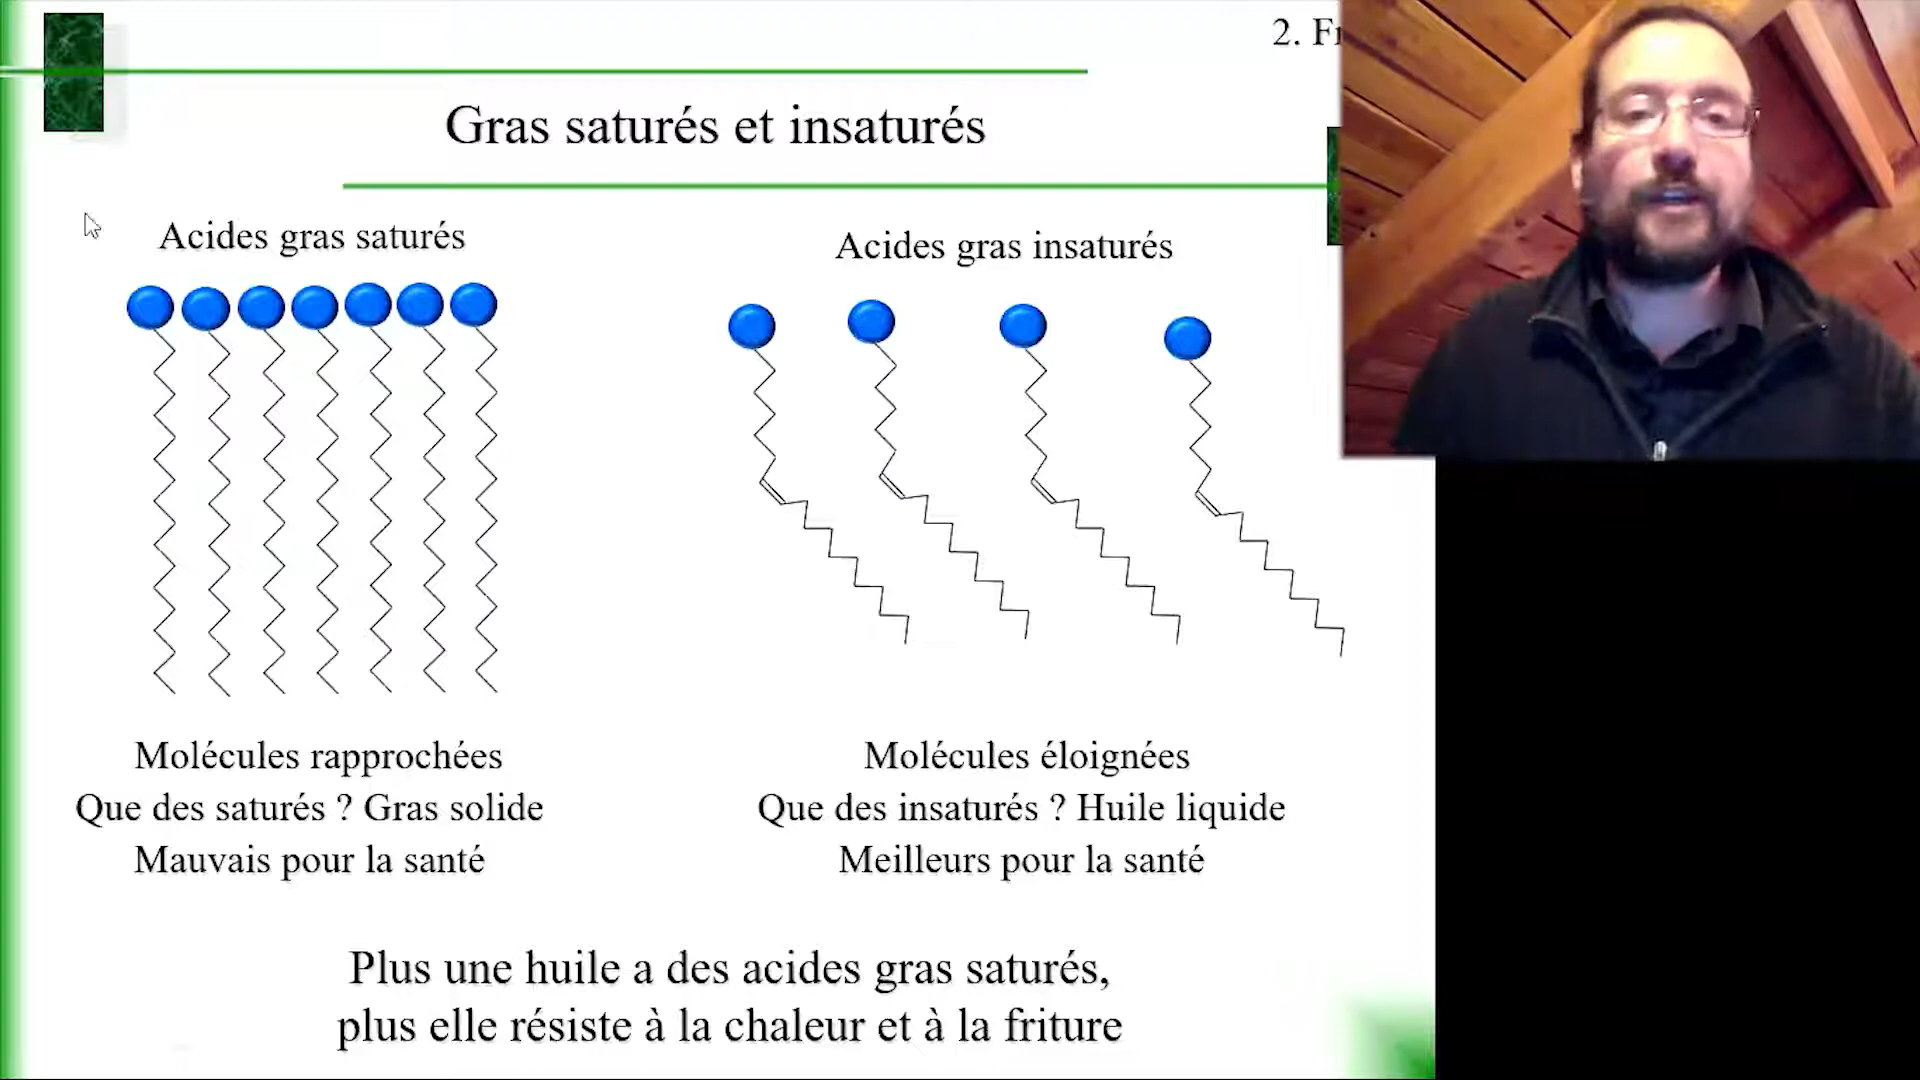 2.
Gras saturés et insaturés
Acides gras saturés
Acides gras insaturés
Molécules rapprochées
Que des saturés ? Gras solide
Mauvais pour la santé
Molécules éloignées
Que des insaturés ? Huile liquide
Meilleurs pour la santé
Plus une huile a des acides gras saturés,
plus elle résiste à la chaleur et à la friture